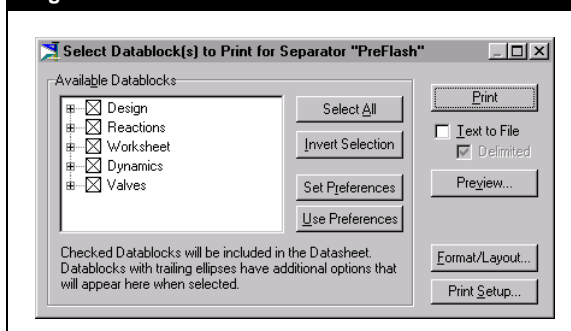 Select Datablock(s) to Print for Separator "PreFlash"
Available Datablocks
Design
Reactions
Worksheet
Dynamics
Valves
Select All
Invert Selection
Set Preferences
Use Preferences
Checked Datablocks will be included in the Datasheet.
Datablocks with trailing ellipses have additional options that
will appear here when selected.
Print
Text to File
Delimited
Preview...
Format/Layout...
Print Setup...